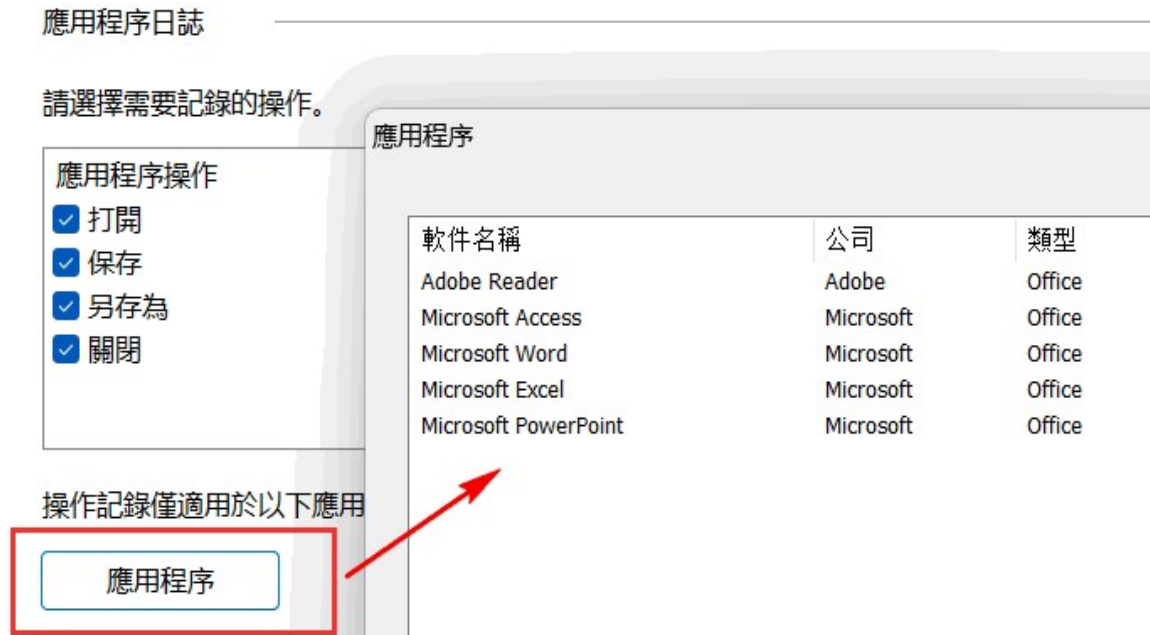 應用程序日誌
請選擇需要記錄的操作。
應用程序操作
打開
保存
另存為
關閉
操作記錄僅適用於以下應用
應用程序
應用程序
軟件名稱 公司 類型
Adobe Reader Adobe Office
Microsoft Access Microsoft Office
Microsoft Word Microsoft Office
Microsoft Excel Microsoft Office
Microsoft PowerPoint Microsoft Office